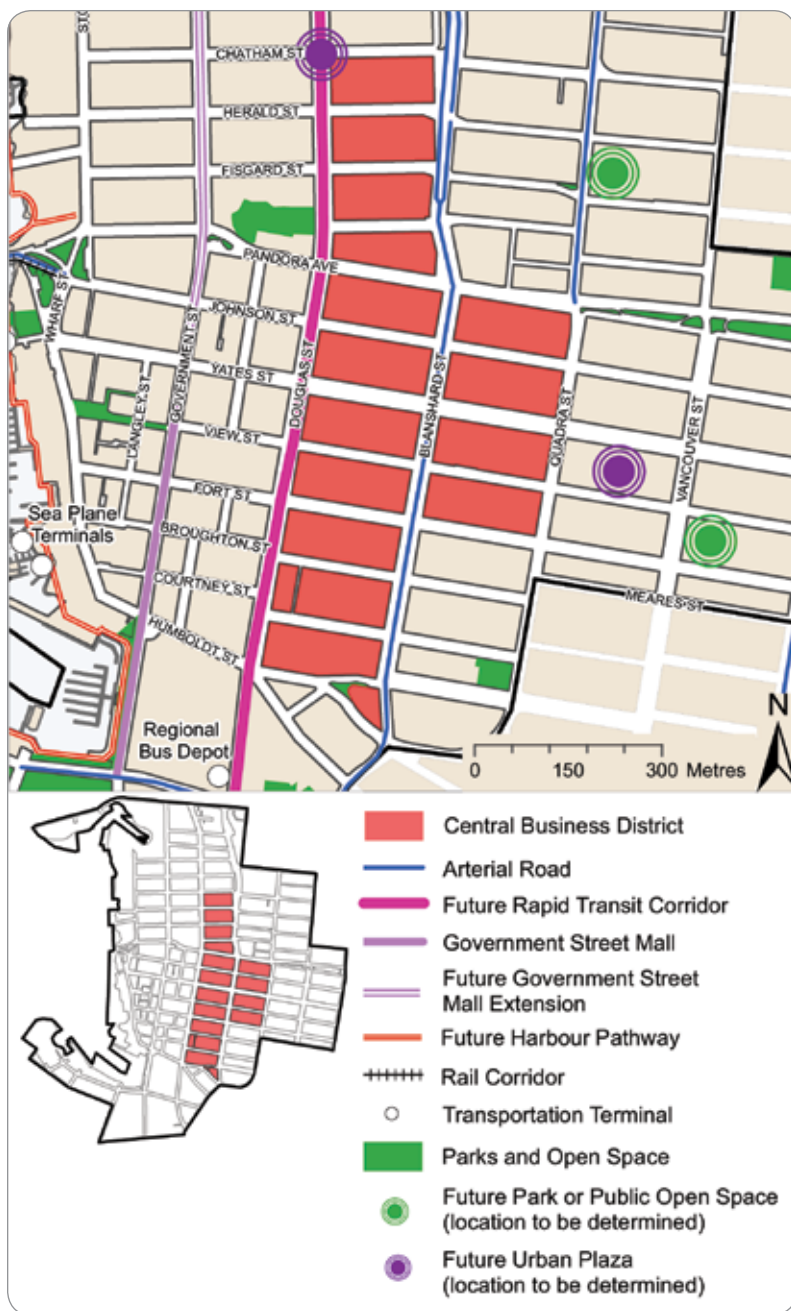 STO
CHATHAM ST
HERALD ST
FISGARD ST
PANDORA AVE
JOHNSON ST
WHARF ST
GOVERNMENT ST
YATES ST
DOUGLAS ST
BLANSHARD ST
LANGLEY ST
VIEW ST
QUADRA ST
VANCOUVER ST
FORT ST
Sea Plane
Terminals
BROUGHTON ST
COURTNEY ST
MEARES ST
HUMBOLDT ST
Regional
Bus Depot
N
0 150 300 Metres
Central Business District
Arterial Road
Future Rapid Transit Corridor
Government Street Mall
Future Government Street
Mall Extension
Future Harbour Pathway
Rail Corridor
Transportation Terminal
Parks and Open Space
Future Park or Public Open Space
(location to be determined)
Future Urban Plaza
(location to be determined)